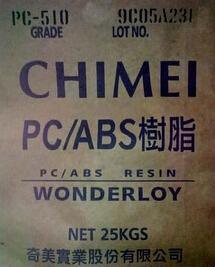 PC-510 9C05A231
GRADE LOT NO.
CHIMEI
PC/ABS樹脂
PC/ABS RESIN
WONDERLOY
NET 25KGS
奇美實業股份有限公司